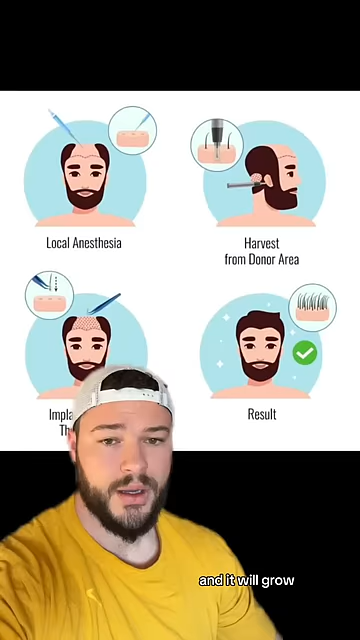 Local Anesthesia
Harvest
from Donor Area
Result
and it will grow